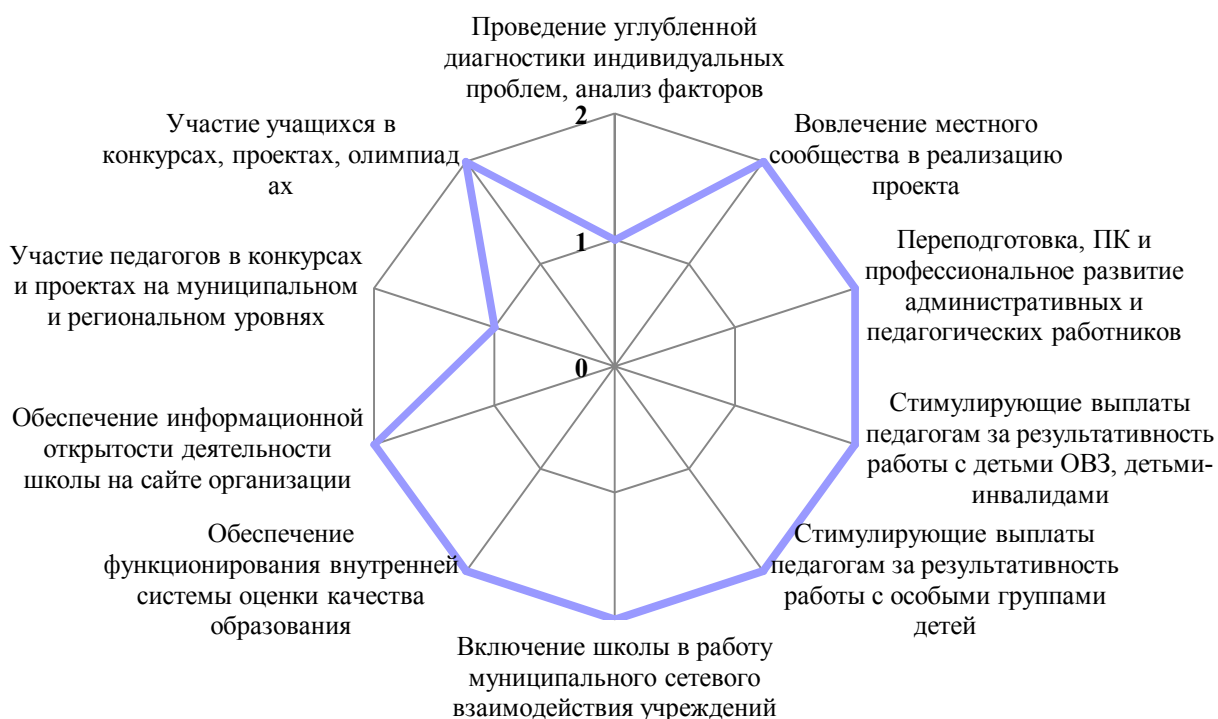 Проведение углубленной
диагностики индивидуальных
проблем, анализ факторов
2
1
0
Вовлечение местного
сообщества в реализацию
проекта
Переподготовка, ПК и
профессиональное развитие
административных и
педагогических работников
Стимулирующие выплаты
педагогам за результативность
работы с детьми ОВЗ, детьми-
инвалидами
Стимулирующие выплаты
педагогам за результативность
работы с особыми группами
детей
Включение школы в работу
муниципального сетевого
взаимодействия учреждений
Обеспечение
функционирования внутренней
системы оценки качества
образования
Обеспечение информационной
открытости деятельности
школы на сайте организации
Участие педагогов в конкурсах
и проектах на муниципальном
и региональном уровнях
Участие учащихся в
конкурсах, проектах, олимпиад
ах